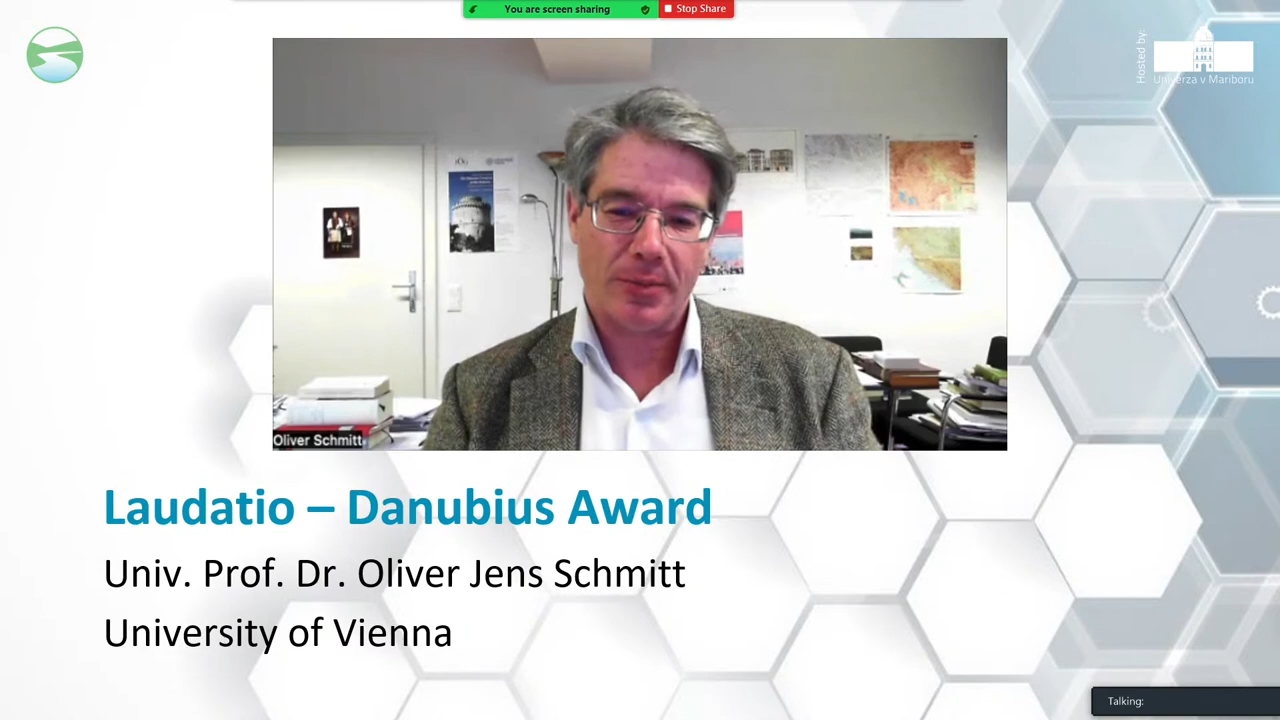 You are screen sharing
Stop Share
Hosted by:
Univerza v Mariboru
Oliver Schmitt
Laudatio – Danubius Award
Univ. Prof. Dr. Oliver Jens Schmitt
University of Vienna
Talking: